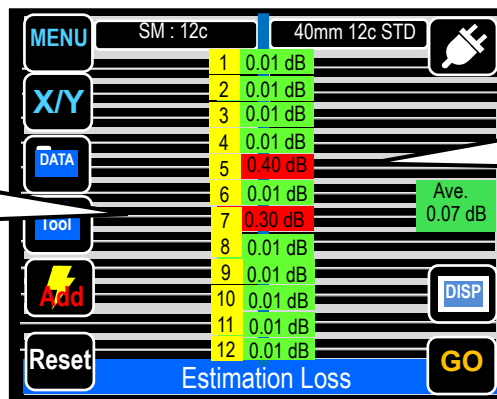 MENU
SM : 12c
40mm 12c STD
X/Y
DATA
Tool
Add
Reset
1 0.01 dB
2 0.01 dB
3 0.01 dB
4 0.01 dB
5 0.40 dB
6 0.01 dB
7 0.30 dB
8 0.01 dB
9 0.01 dB
10 0.01 dB
11 0.01 dB
12 0.01 dB
Ave.
0.07 dB
DISP
GO
Estimation Loss